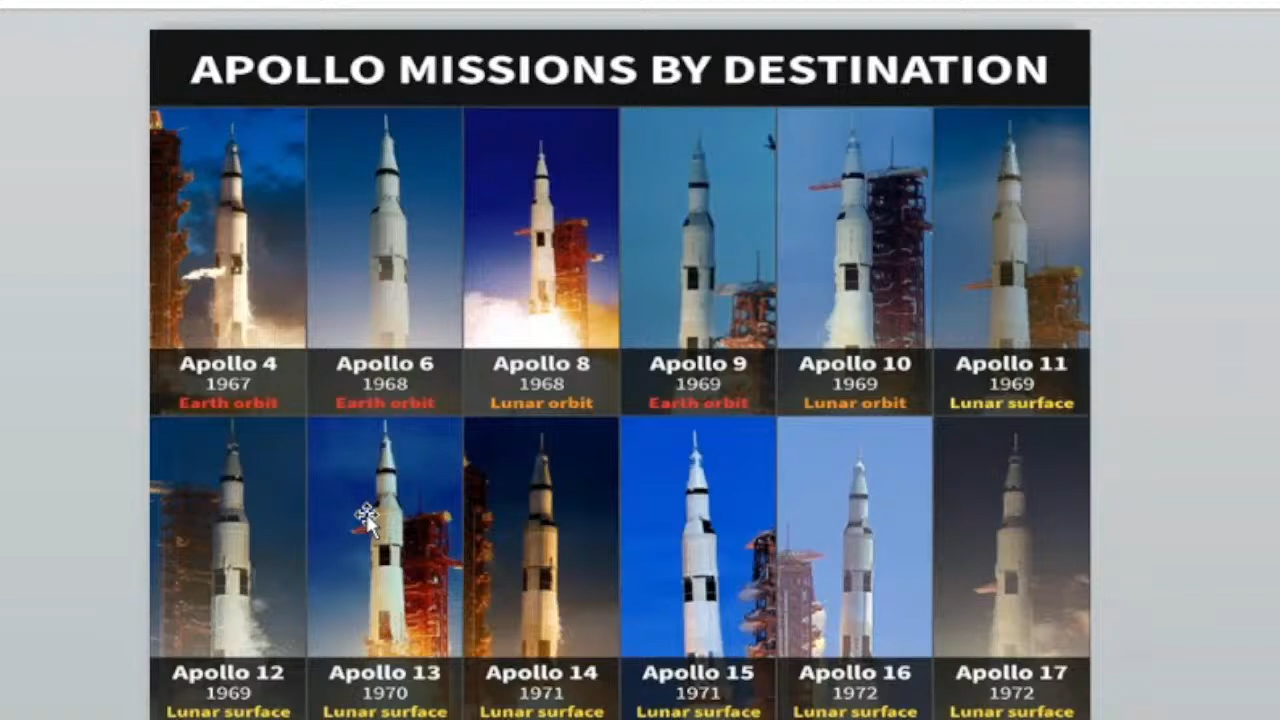 APOLLO MISSIONS BY DESTINATION
Apollo 4
1967
Earth orbit
Apollo 6
1968
Earth orbit
Apollo 8
1968
Lunar orbit
Apollo 9
1969
Earth orbit
Apollo 10
1969
Lunar orbit
Apollo 11
1969
Lunar surface
Apollo 12
1969
Lunar surface
Apollo 13
1970
Lunar surface
Apollo 14
1971
Lunar surface
Apollo 15
1971
Lunar surface
Apollo 16
1972
Lunar surface
Apollo 17
1972
Lunar surface